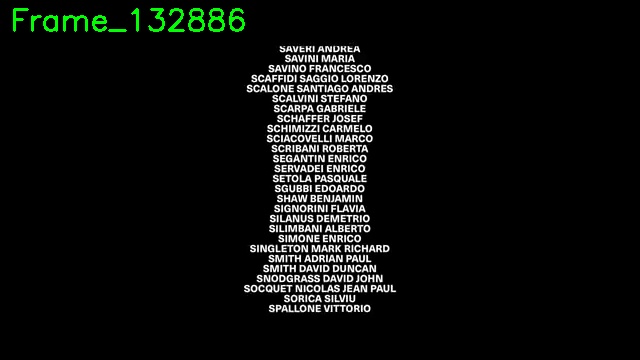 Frame_132886
SAVERI ANDREA
SAVINI MARIA
SAVINO FRANCESCO
SCAFFIDI SAGGIO LORENZO
SCALONE SANTIAGO ANDRES
SCALVINI STEFANO
SCARPA GABRIELE
SCHAFFER JOSEF
SCHIMIZZI CARMELO
SCIACOVELLI MARCO
SCRIBANI ROBERTA
SEGANTIN ENRICO
SERVADEI ENRICO
SETOLA PASQUALE
SGUBBI EDOARDO
SHAW BENJAMIN
SIGNORINI FLAVIA
SILANUS DEMETRIO
SILIMBANI ALBERTO
SIMONE ENRICO
SINGLETON MARK RICHARD
SMITH ADRIAN PAUL
SMITH DAVID DUNCAN
SNODGRASS DAVID JOHN
SOCQUET NICOLAS JEAN PAUL
SORICA SILVIU
SPALLONE VITTORIO